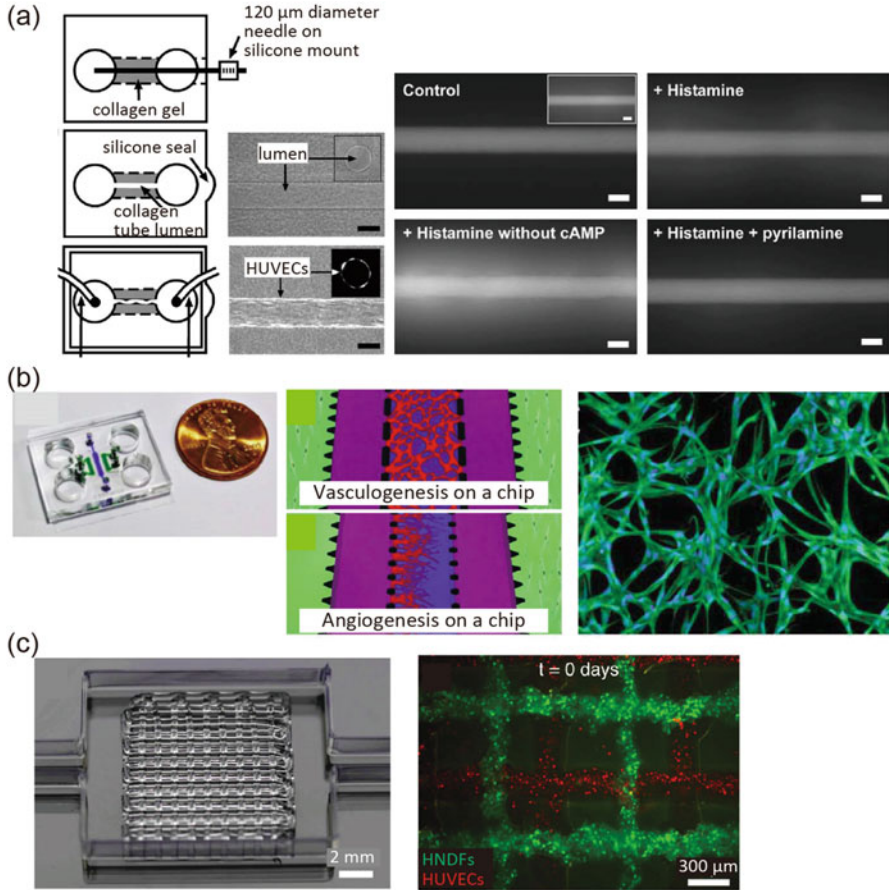 (a)
120 μm diameter
needle on
silicone mount
collagen gel
silicone seal
collagen
tube lumen
lumen
HUVECs
Control
+ Histamine
+ Histamine without cAMP
+ Histamine + pyrilamine
(b)
Vasculogenesis on a chip
Angiogenesis on a chip
(c)
2 mm
t = 0 days
HNDFs
HUVECs
300 μm